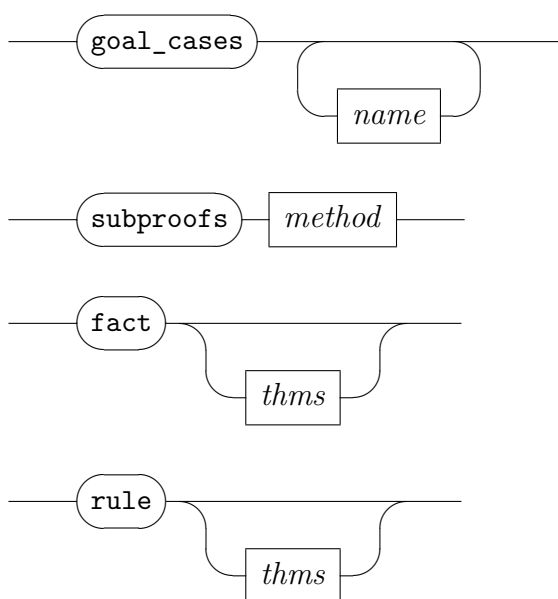 goal_cases
name
subproofs method
fact
thms
rule
thms